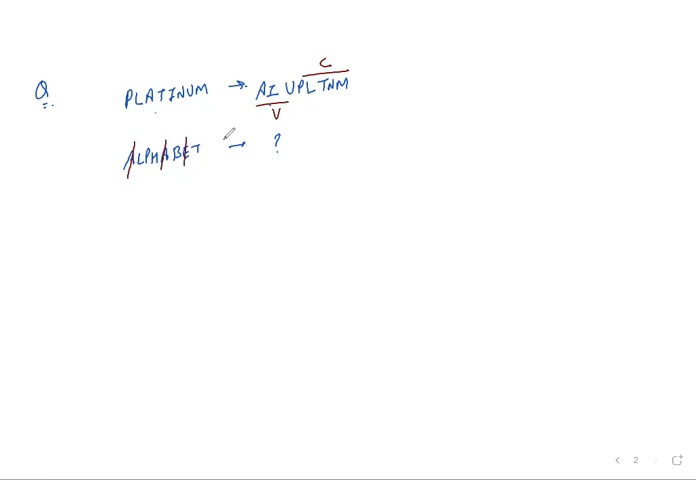 C
Q PLATINUM → AIUPLTNM
V
ALPHABET → ?
2